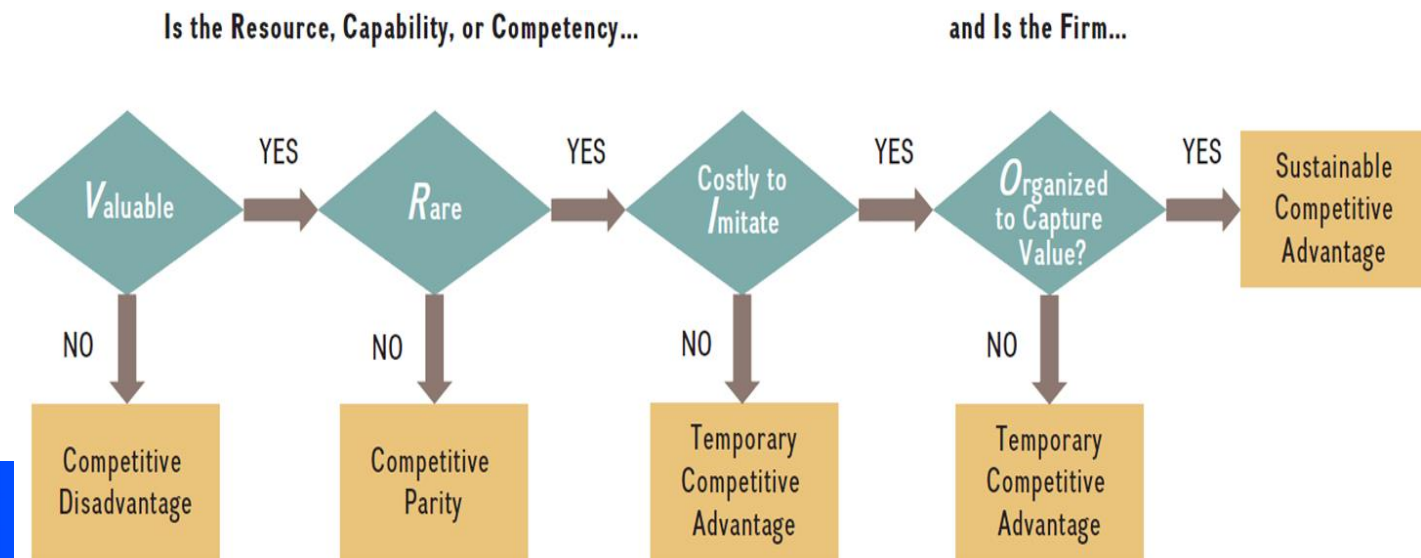 Is the Resource, Capability, or Competency...
and Is the Firm...
Valuable
YES
Rare
YES
Costly to
Imitate
YES
Organized
to Capture
Value?
YES
Sustainable
Competitive
Advantage
NO
NO
NO
NO
Competitive
Disadvantage
Competitive
Parity
Temporary
Competitive
Advantage
Temporary
Competitive
Advantage